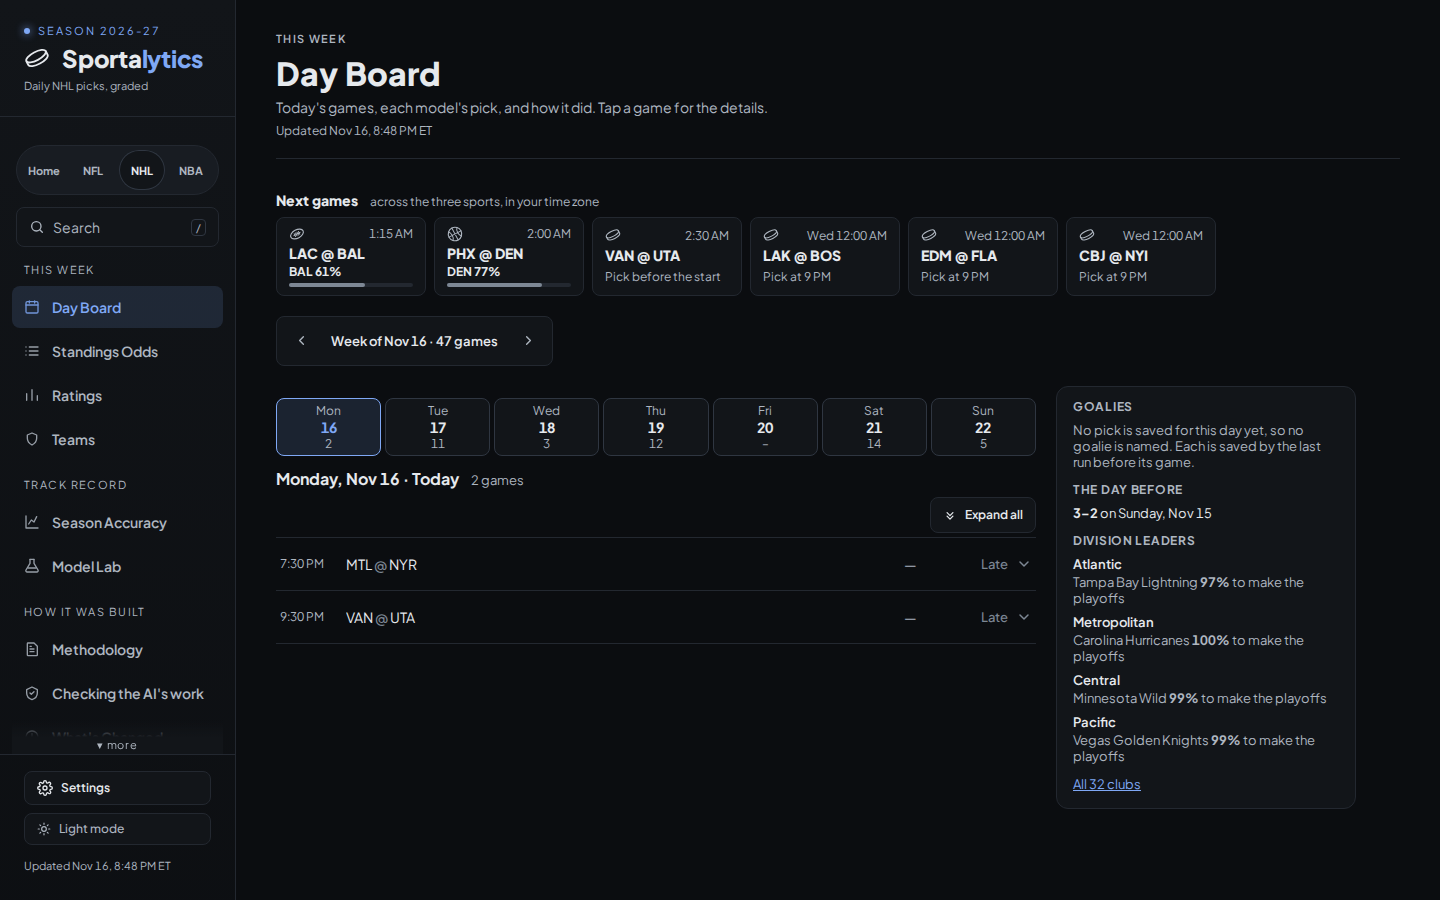 SEASON 2026-27
Sportalytics
Daily NHL picks, graded
Home NFL NHL NBA
Search /
THIS WEEK
Day Board
Standings Odds
Ratings
Teams
TRACK RECORD
Season Accuracy
Model Lab
HOW IT WAS BUILT
Methodology
Checking the AI's work
▾ more
Settings
Light mode
Updated Nov 16, 8:48 PM ET
THIS WEEK
Day Board
Today's games, each model's pick, and how it did. Tap a game for the details.
Updated Nov 16, 8:48 PM ET
Next games across the three sports, in your time zone
1:15 AM
LAC @ BAL
BAL 61%
2:00 AM
PHX @ DEN
DEN 77%
2:30 AM
VAN @ UTA
Pick before the start
Wed 12:00 AM
LAK @ BOS
Pick at 9 PM
Wed 12:00 AM
EDM @ FLA
Pick at 9 PM
Wed 12:00 AM
CBJ @ NYI
Pick at 9 PM
Week of Nov 16 · 47 games
Mon
16
2
Tue
17
11
Wed
18
3
Thu
19
12
Fri
20
–
Sat
21
14
Sun
22
5
Monday, Nov 16 · Today 2 games
Expand all
7:30 PM MTL @ NYR — Late
9:30 PM VAN @ UTA — Late
GOALIES
No pick is saved for this day yet, so no
goalie is named. Each is saved by the last
run before its game.
THE DAY BEFORE
3–2 on Sunday, Nov 15
DIVISION LEADERS
Atlantic
Tampa Bay Lightning 97% to make the
playoffs
Metropolitan
Carolina Hurricanes 100% to make the
playoffs
Central
Minnesota Wild 99% to make the playoffs
Pacific
Vegas Golden Knights 99% to make the
playoffs
All 32 clubs